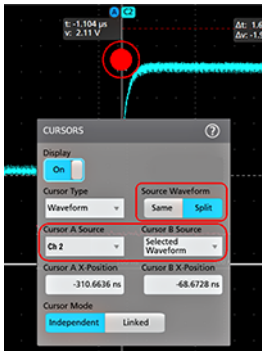 A C2
t: -1.104 µs
v: 2.11 V
Δt: 1.6
Δv: -1.9
CURSORS ?
Display
On
Cursor Type Source Waveform
Waveform Same Split
Cursor A Source Cursor B Source
Ch 2 Selected
Waveform
Cursor A X-Position Cursor B X-Position
-310.6636 ns -68.6728 ns
Cursor Mode
Independent Linked